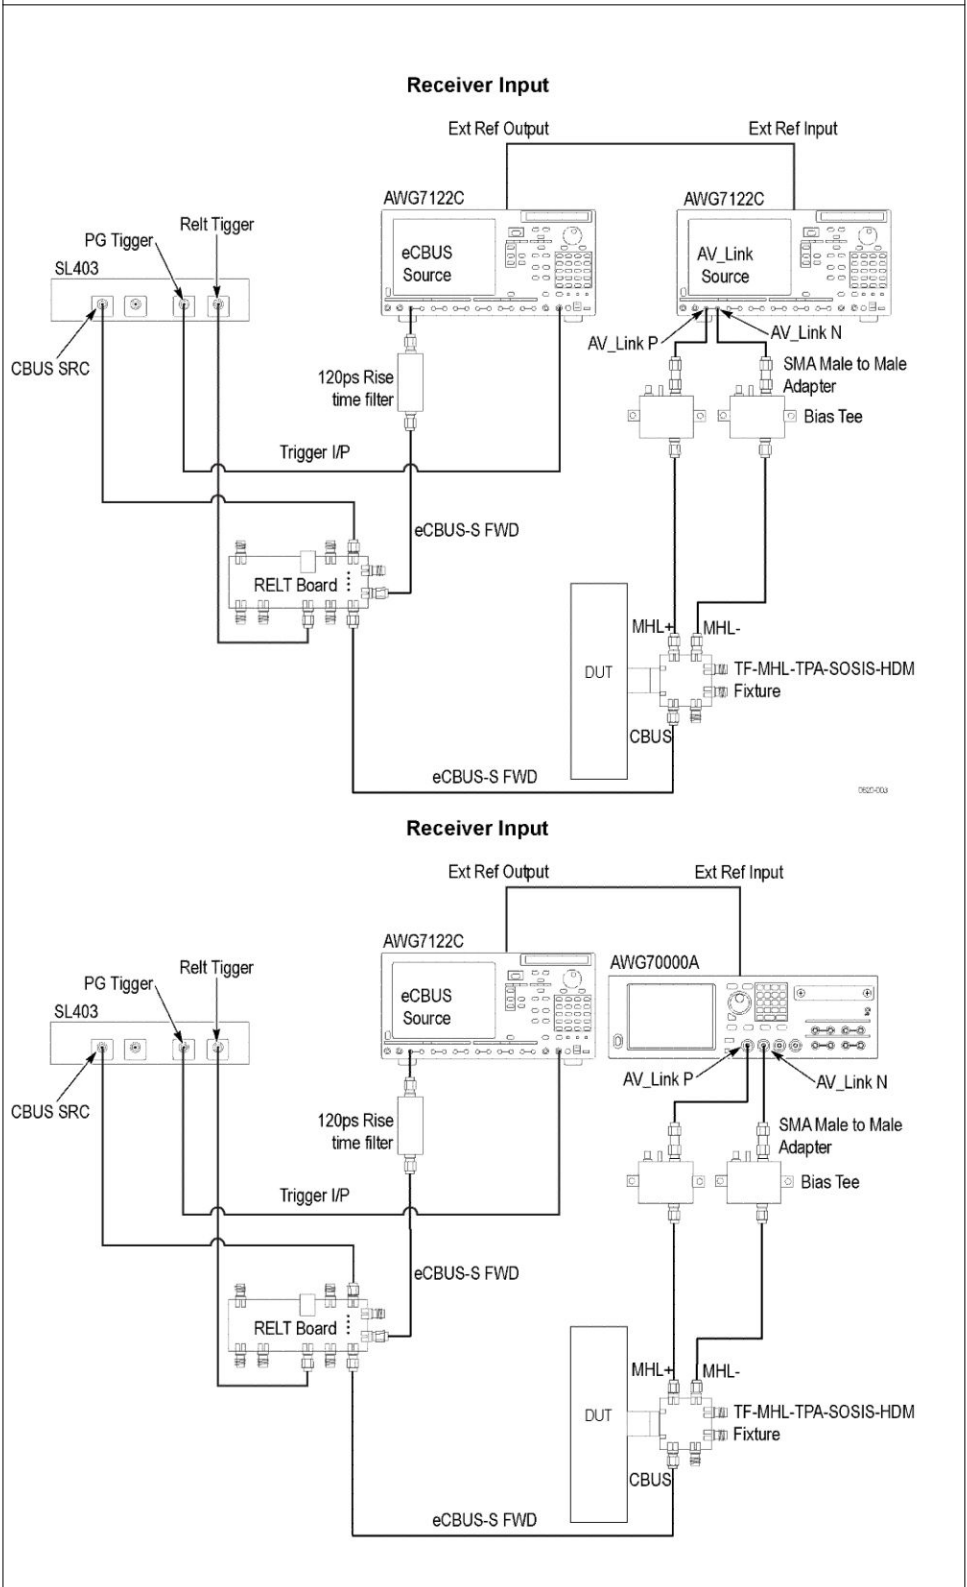 Receiver Input
Ext Ref Output
Ext Ref Input
AWG7122C
AWG7122C
Relt Tigger
PG Tigger
SL403
eCBUS
Source
AV_Link
Source
AV_Link P
AV_Link N
CBUS SRC
120ps Rise
time filter
SMA Male to Male
Adapter
Bias Tee
Trigger I/P
eCBUS-S FWD
RELT Board
MHL+
MHL-
DUT
TF-MHL-TPA-SOSIS-HDM
Fixture
CBUS
eCBUS-S FWD
Receiver Input
Ext Ref Output
Ext Ref Input
AWG7122C
AWG70000A
Relt Tigger
PG Tigger
SL403
eCBUS
Source
AV_Link P
AV_Link N
CBUS SRC
120ps Rise
time filter
SMA Male to Male
Adapter
Bias Tee
Trigger I/P
eCBUS-S FWD
RELT Board
MHL+
MHL-
DUT
TF-MHL-TPA-SOSIS-HDM
Fixture
CBUS
eCBUS-S FWD